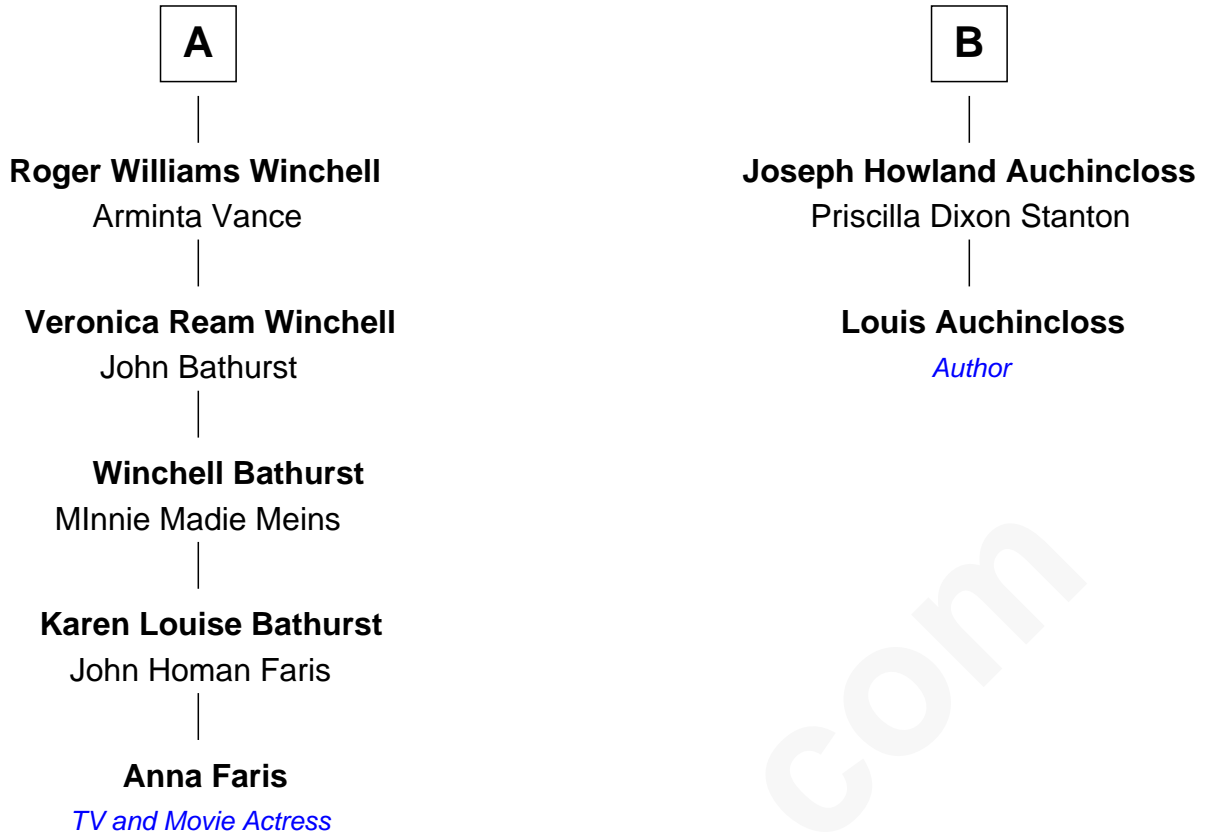 A
Roger Williams Winchell
Arminta Vance
Veronica Ream Winchell
John Bathurst
Winchell Bathurst
MInnie Madie Meins
Karen Louise Bathurst
John Homan Faris
Anna Faris
TV and Movie Actress
B
Joseph Howland Auchincloss
Priscilla Dixon Stanton
Louis Auchincloss
Author
com